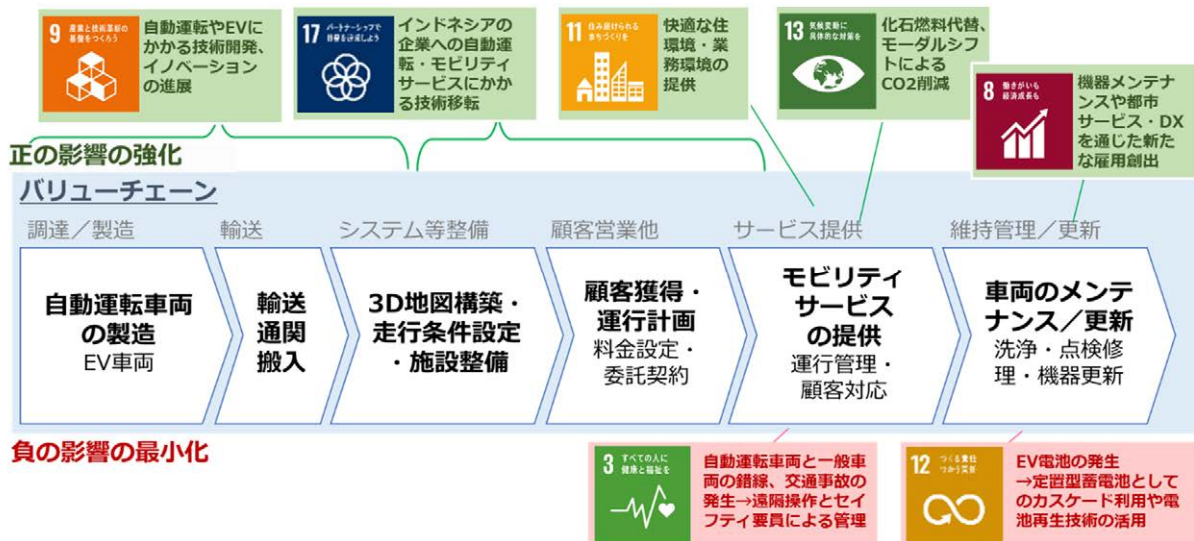 9 産業と技術革新の
基盤をつくろう
自動運転やEVに
かかる技術開発、
イノベーション
の進展
17 パートナーシップで
目標を達成しよう
インドネシアの
企業への自動運
転・モビリティ
サービスにかか
る技術移転
11 住み続けられる
まちづくりを
快適な住
環境・業
務環境の
提供
13 気候変動に
具体的な対策を
化石燃料代替、
モーダルシフ
トによる
CO2削減
8 働きがいも
経済成長も
機器メンテナ
ンスや都市
サービス・DX
を通じた新た
な雇用創出
正の影響の強化
バリューチェーン
調達／製造
輸送
システム等整備
顧客営業他
サービス提供
維持管理／更新
自動運転車両
の製造
EV車両
輸送
通関
搬入
3D地図構築・
走行条件設定
・施設整備
顧客獲得・
運行計画
料金設定・
委託契約
モビリティ
サービス
の提供
運行管理・
顧客対応
車両のメンテ
ナンス／更新
洗浄・点検修
理・機器更新
負の影響の最小化
3 すべての人に
健康と福祉を
自動運転車両と一般車
両の錯綜、交通事故の
発生→遠隔操作とセイ
フティ要員による管理
12 つくる責任
つかう責任
EV電池の発生
→定置型蓄電池として
のカスケード利用や電
池再生技術の活用